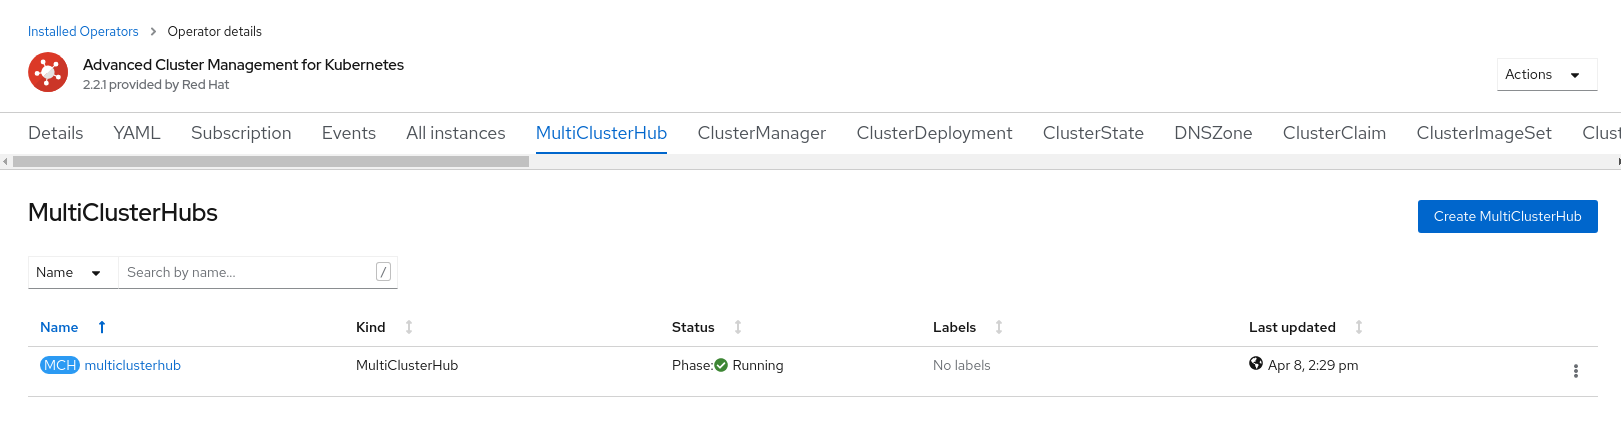 Installed Operators > Operator details
Advanced Cluster Management for Kubernetes
2.2.1 provided by Red Hat
Actions
Details YAML Subscription Events All instances MultiClusterHub ClusterManager ClusterDeployment ClusterState DNSZone ClusterClaim ClusterImageSet Clust
MultiClusterHubs
Create MultiClusterHub
Name Search by name... /
Name Kind Status Labels Last updated
MCH multiclusterhub MultiClusterHub Phase: Running No labels Apr 8, 2:29 pm